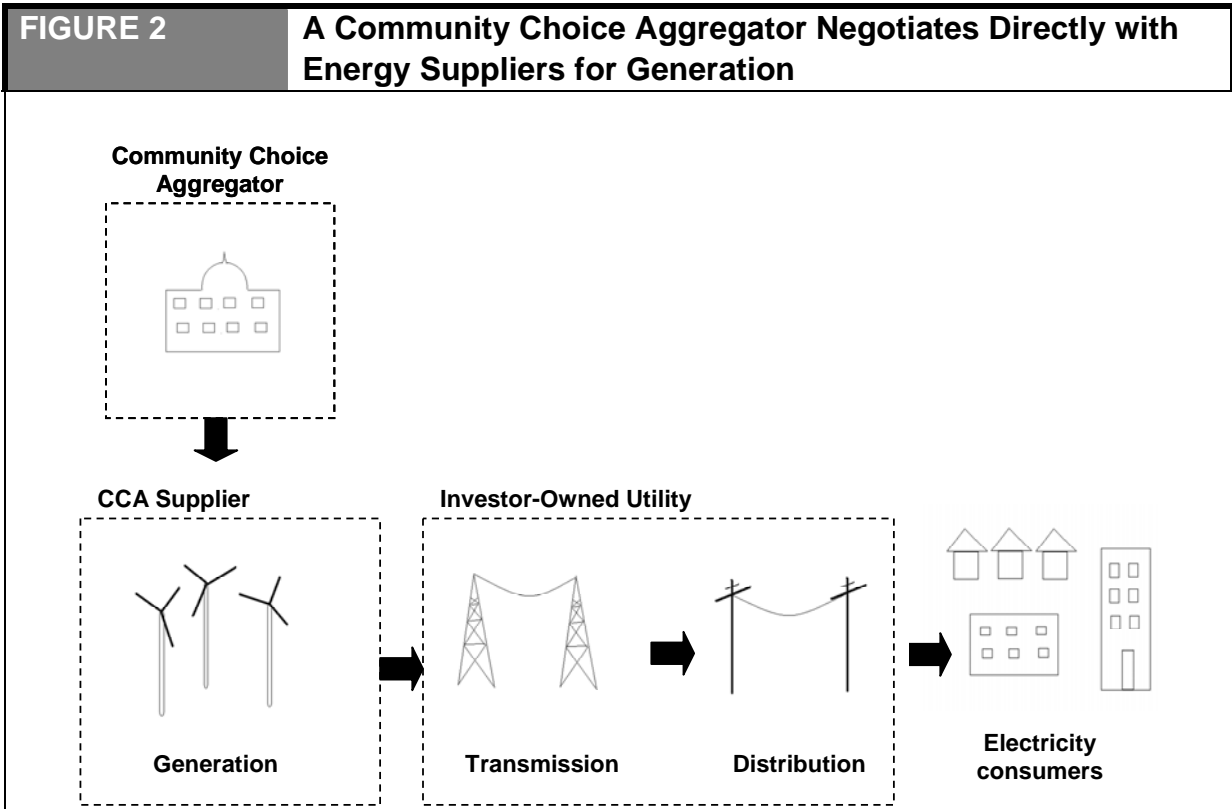 FIGURE 2
A Community Choice Aggregator Negotiates Directly with
Energy Suppliers for Generation
Community Choice
Aggregator
CCA Supplier
Investor-Owned Utility
Generation
Transmission
Distribution
Electricity
consumers